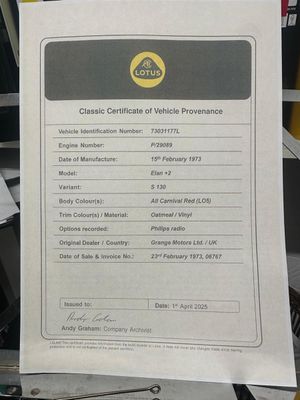 LOTUS
Classic Certificate of Vehicle Provenance
Vehicle Identification Number: 73031177L
Engine Number: P/29089
Date of Manufacture: 15th February 1973
Model: Elan +2
Variant: S 130
Body Colour(s): All Carnival Red (LO5)
Trim Colour(s) / Material: Oatmeal / Vinyl
Options recorded: Philips radio
Original Dealer / Country: Grange Motors Ltd. / UK
Date of Sale & Invoice No.: 23rd February 1973, 06767
Issued to: Date: 1st April 2025
Andy Graham
Andy Graham: Company Archivist